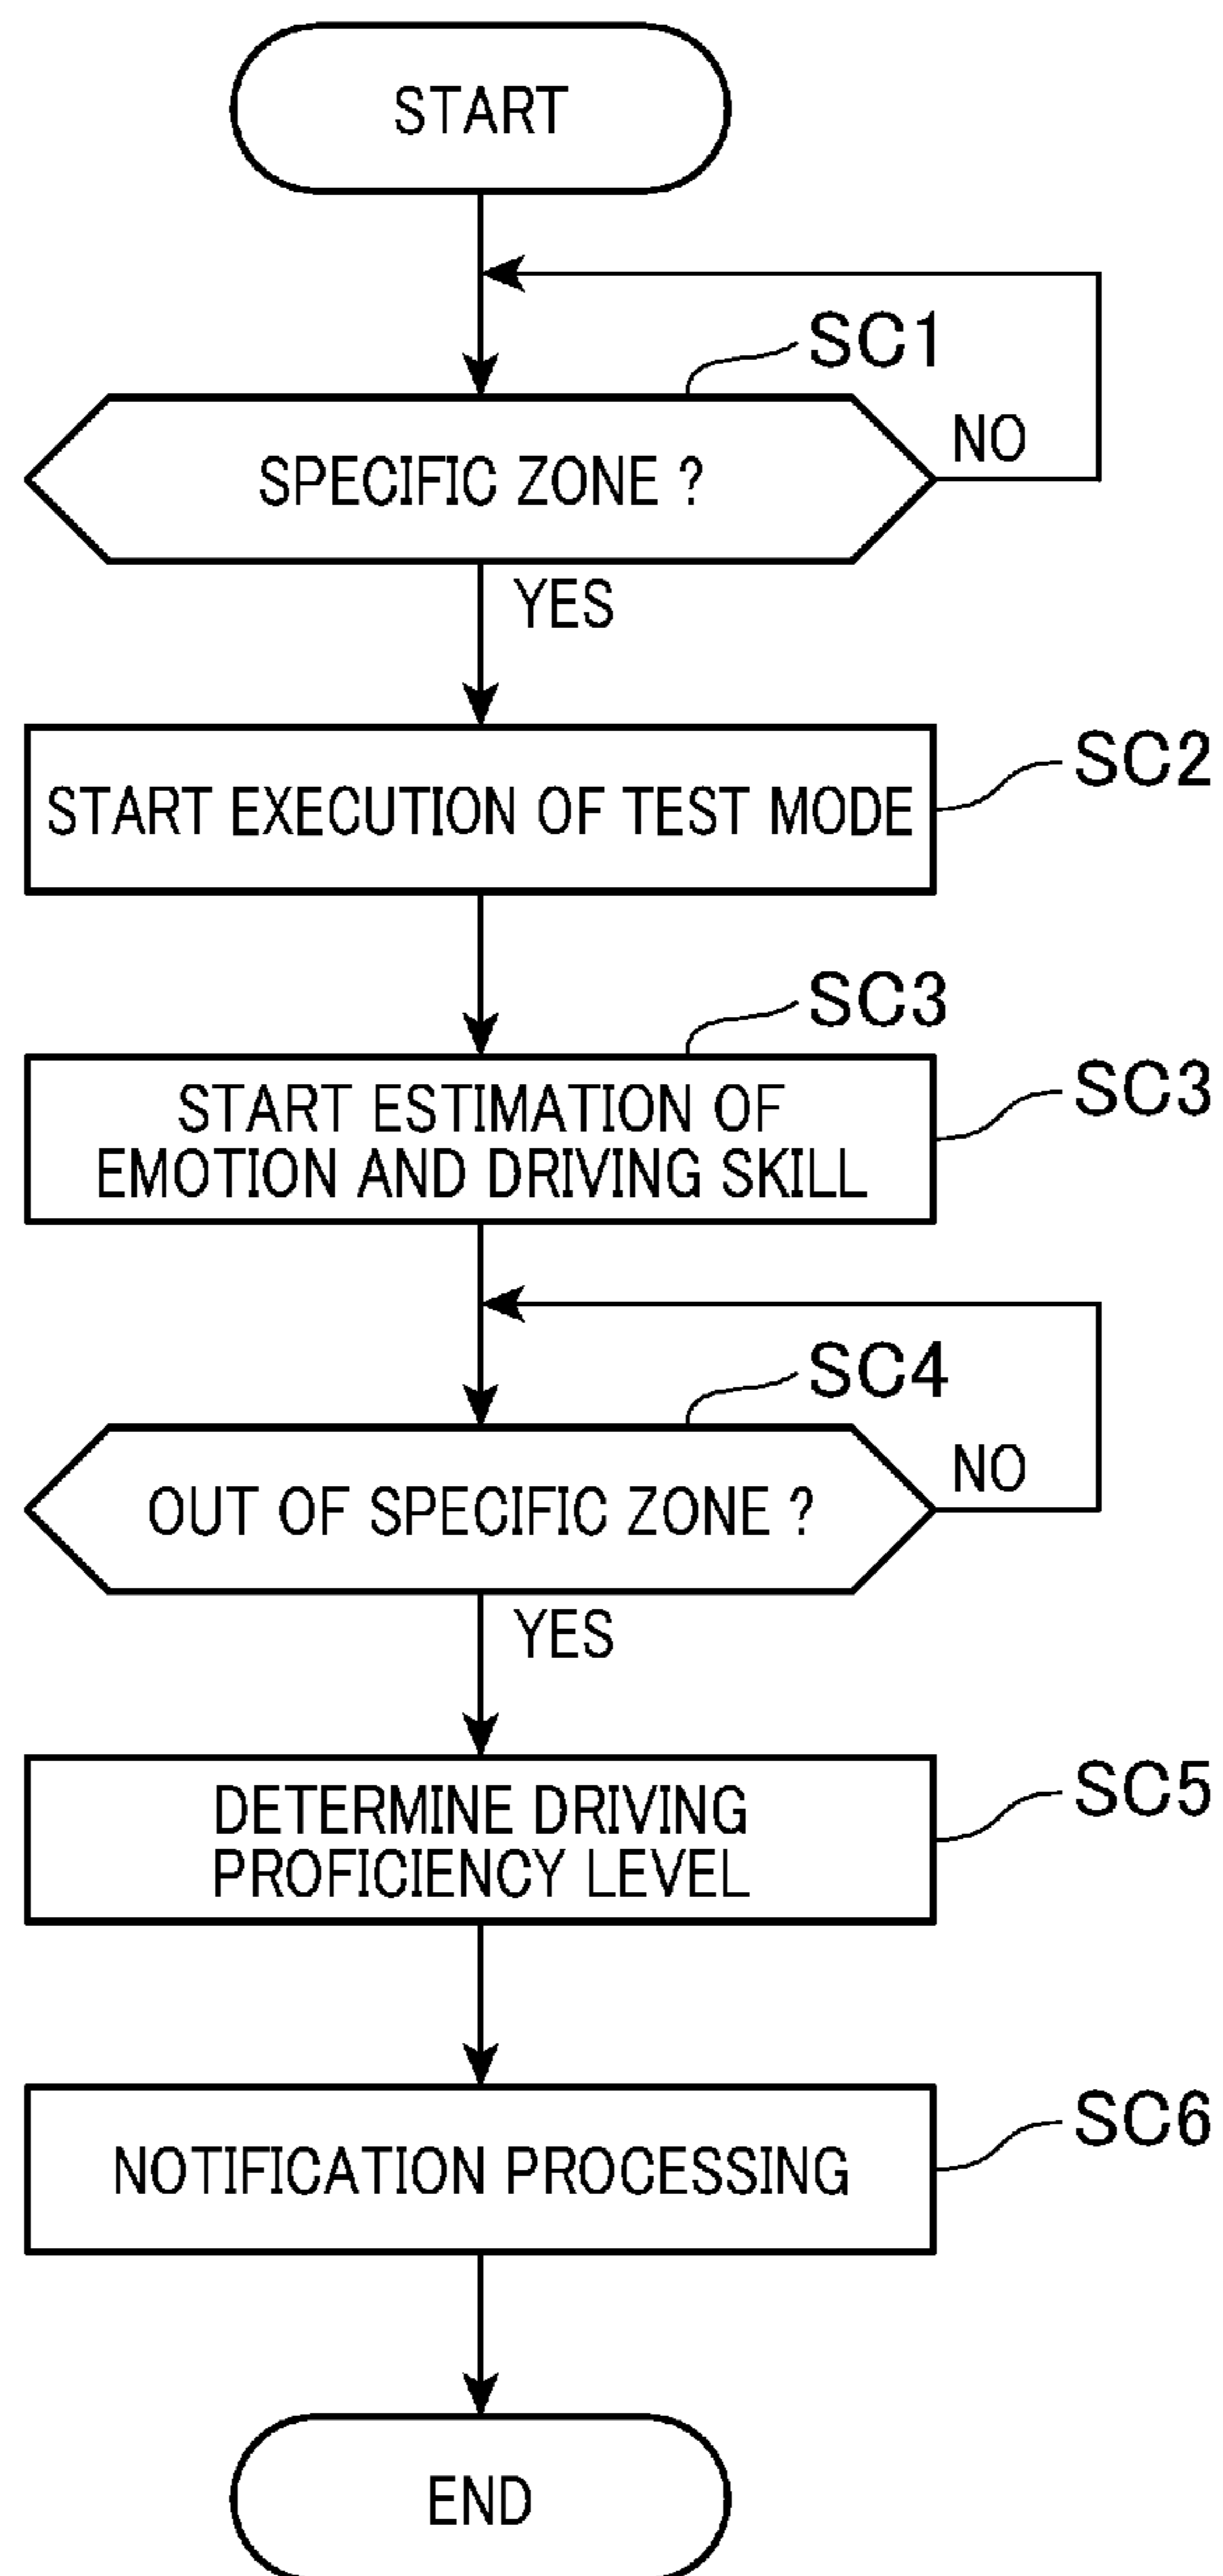 START
SC1
SPECIFIC ZONE ?
NO
YES
SC2
START EXECUTION OF TEST MODE
SC3
SC3
START ESTIMATION OF
EMOTION AND DRIVING SKILL
SC4
OUT OF SPECIFIC ZONE ?
NO
YES
SC5
DETERMINE DRIVING
PROFICIENCY LEVEL
SC6
NOTIFICATION PROCESSING
END